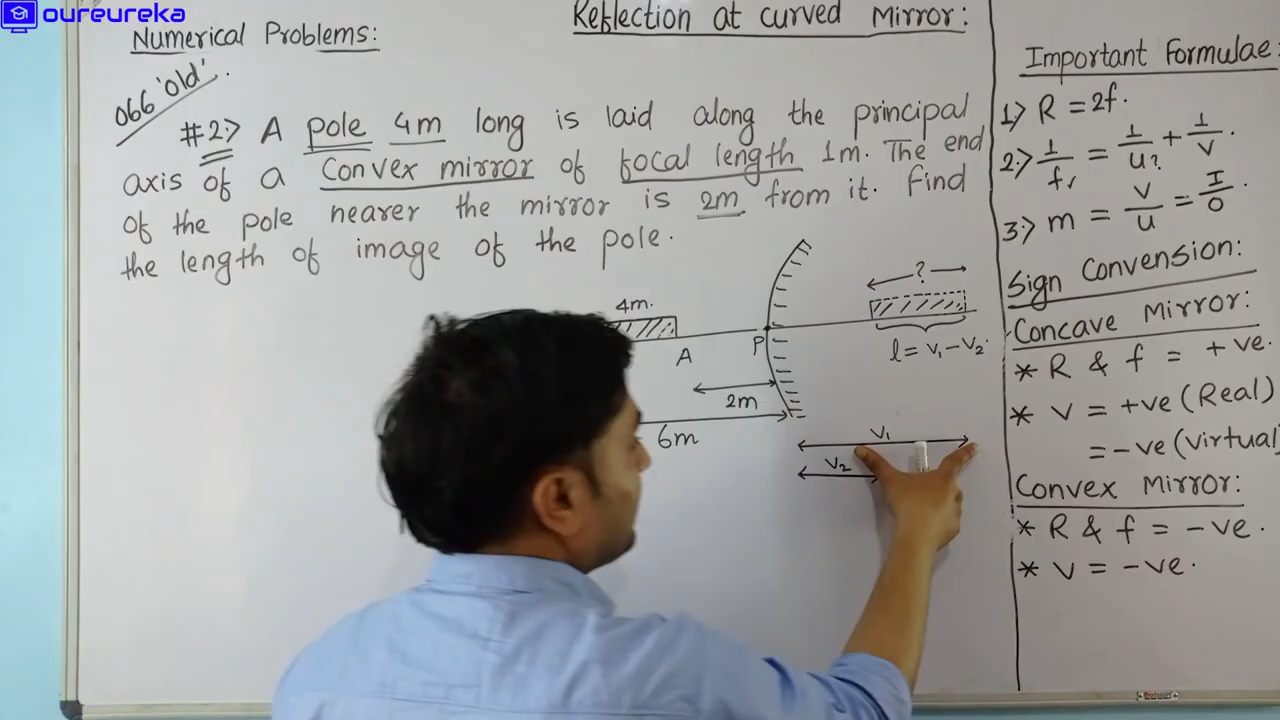 oureureka
Reflection at curved Mirror:
Numerical Problems:
066 'old'.
#2:> A pole 4m long is laid along the principal
axis of a Convex mirror of focal length 1m. The end
of the pole nearer the mirror is 2m from it. Find
the length of image of the pole.
4m.
A
P
2m
6m
?
l = v₁ - v₂.
v₁
v₂
Important Formulae:
1:> R = 2f.
2:> 1/f = 1/u + 1/v.
3:> m = v/u = I/O.
Sign Convension:
Concave Mirror:
* R & f = +ve.
* v = +ve (Real)
= -ve (Virtual)
Convex Mirror:
* R & f = -ve.
* v = -ve.